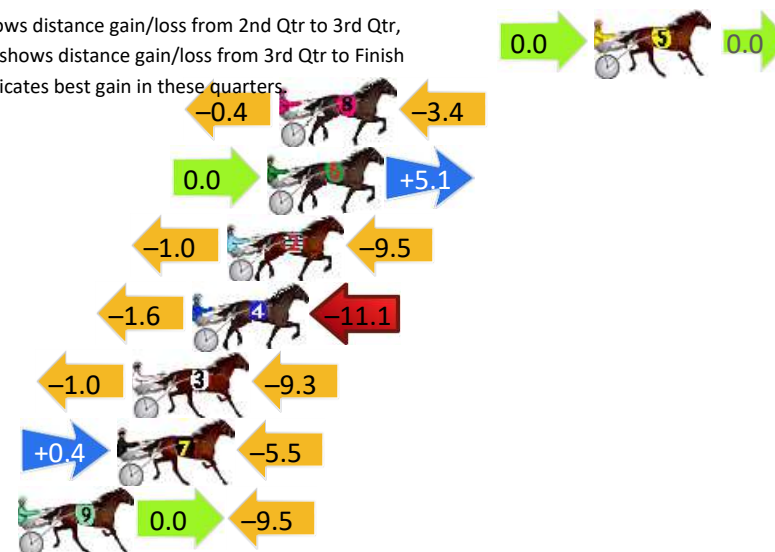 ows distance gain/loss from 2nd Qtr to 3rd Qtr,
shows distance gain/loss from 3rd Qtr to Finish
icates best gain in these quarters.
0.0 5 0.0
–0.4 8 –3.4
0.0 6 +5.1
–1.0 2 –9.5
–1.6 4 –11.1
–1.0 3 –9.3
+0.4 7 –5.5
9 0.0 –9.5